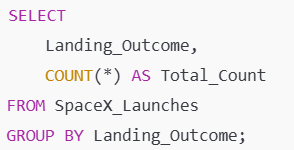 SELECT
Landing_Outcome,
COUNT(*) AS Total_Count
FROM SpaceX_Launches
GROUP BY Landing_Outcome;